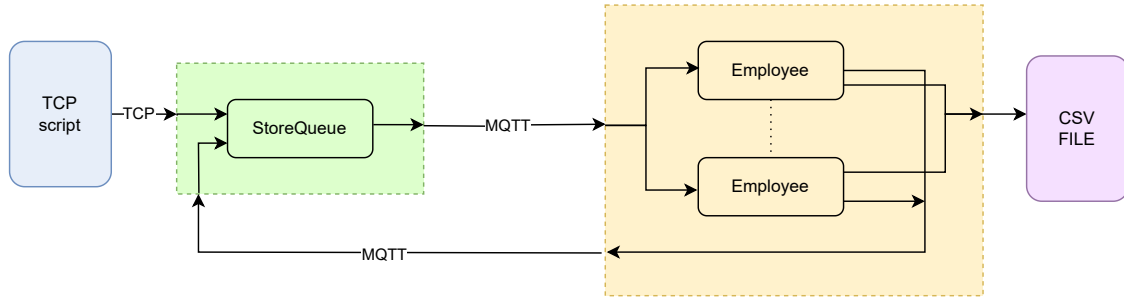 TCP
script
TCP
StoreQueue
MQTT
Employee
Employee
CSV
FILE
MQTT